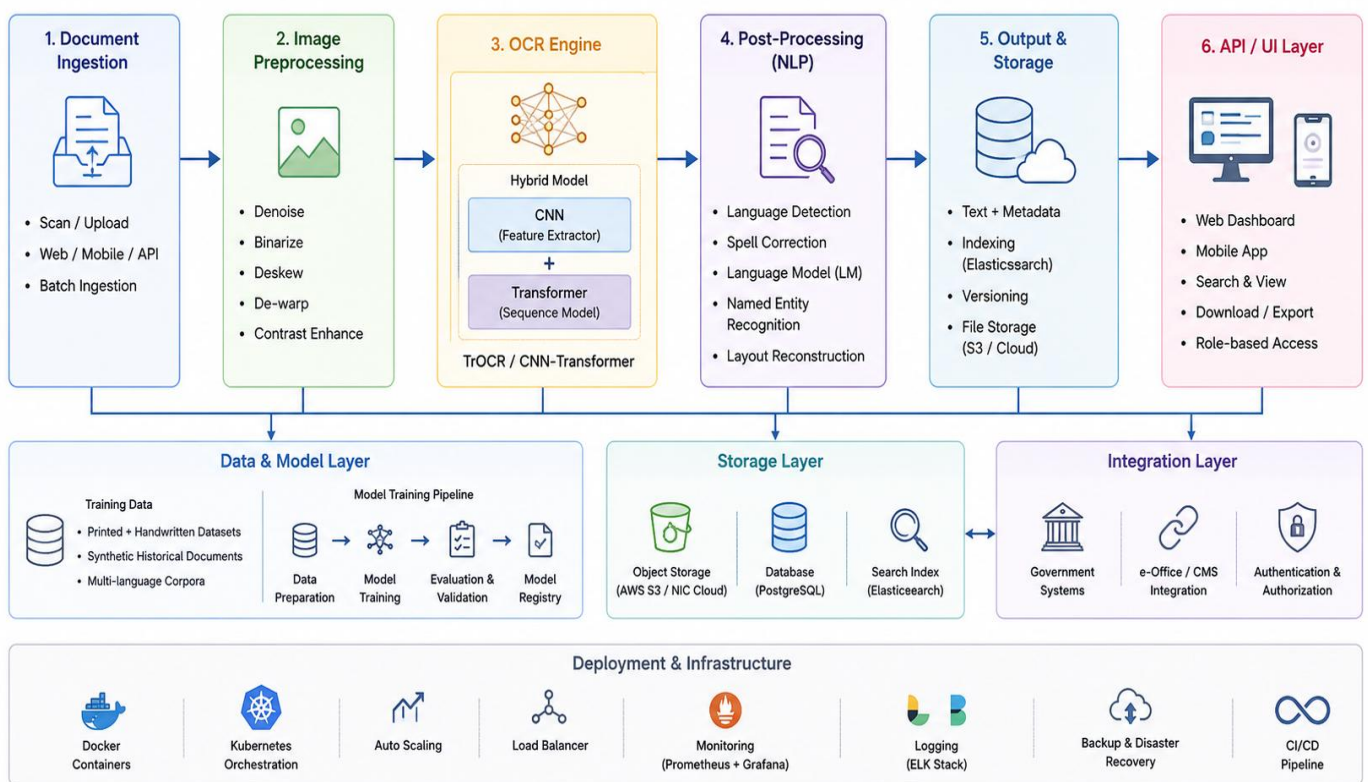 1. Document
Ingestion
• Scan / Upload
• Web / Mobile / API
• Batch Ingestion
2. Image
Preprocessing
• Denoise
• Binarize
• Deskew
• De-warp
• Contrast Enhance
3. OCR Engine
Hybrid Model
CNN
(Feature Extractor)
+
Transformer
(Sequence Model)
TrOCR / CNN-Transformer
4. Post-Processing
(NLP)
• Language Detection
• Spell Correction
• Language Model (LM)
• Named Entity
Recognition
• Layout Reconstruction
5. Output &
Storage
• Text + Metadata
• Indexing
(Elasticssarch)
• Versioning
• File Storage
(S3 / Cloud)
6. API / UI Layer
• Web Dashboard
• Mobile App
• Search & View
• Download / Export
• Role-based Access
Data & Model Layer
Training Data
• Printed + Handwritten Datasets
• Synthetic Historical Documents
• Multi-language Corpora
Model Training Pipeline
Data
Preparation
Model
Training
Evaluation &
Validation
Model
Registry
Storage Layer
Object Storage
(AWS S3 / NIC Cloud)
Database
(PostgreSQL)
Search Index
(Elasticeearch)
Integration Layer
Government
Systems
e-Office / CMS
Integration
Authentication &
Authorization
Deployment & Infrastructure
Docker
Containers
Kubernetes
Orchestration
Auto Scaling
Load Balancer
Monitoring
(Prometheus + Grafana)
Logging
(ELK Stack)
Backup & Disaster
Recovery
CI/CD
Pipeline